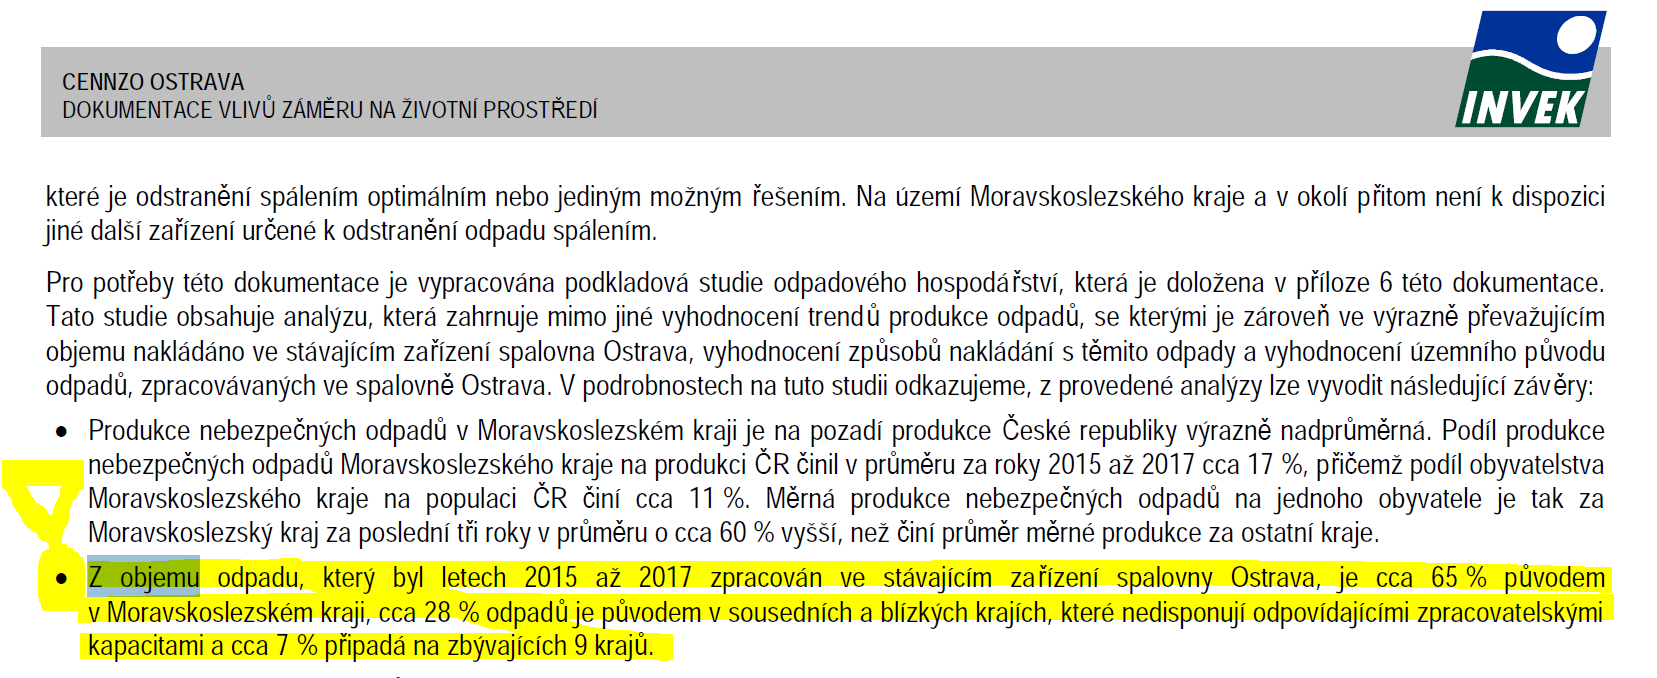 CENNZO OSTRAVA
DOKUMENTACE VLIVŮ ZÁMĚRU NA ŽIVOTNÍ PROSTŘEDÍ
INVEK
které je odstranění spálením optimálním nebo jediným možným řešením. Na území Moravskoslezského kraje a v okolí přitom není k dispozici
jiné další zařízení určené k odstranění odpadu spálením.
Pro potřeby této dokumentace je vypracována podkladová studie odpadového hospodářství, která je doložena v příloze 6 této dokumentace.
Tato studie obsahuje analýzu, která zahrnuje mimo jiné vyhodnocení trendů produkce odpadů, se kterými je zároveň ve výrazně převažujícím
objemu nakládáno ve stávajícím zařízení spalovna Ostrava, vyhodnocení způsobů nakládání s těmito odpady a vyhodnocení územního původu
odpadů, zpracovávaných ve spalovně Ostrava. V podrobnostech na tuto studii odkazujeme, z provedené analýzy lze vyvodit následující závěry:
• Produkce nebezpečných odpadů v Moravskoslezském kraji je na pozadí produkce České republiky výrazně nadprůměrná. Podíl produkce
nebezpečných odpadů Moravskoslezského kraje na produkci ČR činil v průměru za roky 2015 až 2017 cca 17 %, přičemž podíl obyvatelstva
Moravskoslezského kraje na populaci ČR činí cca 11 %. Měrná produkce nebezpečných odpadů na jednoho obyvatele je tak za
Moravskoslezský kraj za poslední tři roky v průměru o cca 60 % vyšší, než činí průměr měrné produkce za ostatní kraje.
• Z objemu odpadu, který byl letech 2015 až 2017 zpracován ve stávajícím zařízení spalovny Ostrava, je cca 65 % původem
v Moravskoslezském kraji, cca 28 % odpadů je původem v sousedních a blízkých krajích, které nedisponují odpovídajícími zpracovatelskými
kapacitami a cca 7 % připadá na zbývajících 9 krajů.